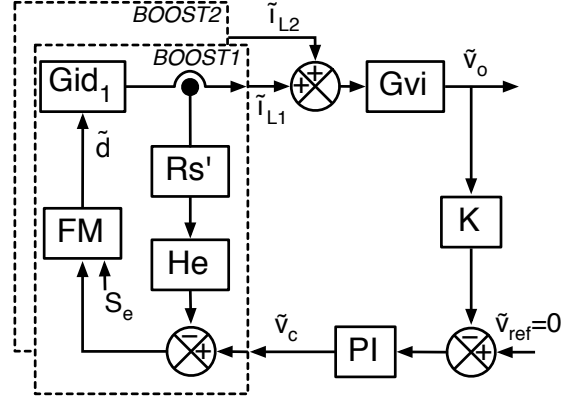 BOOST2
ĩL2
BOOST1
Gid1
+
+
Gvi
ṽo
ĩL1
d̃
Rs'
K
FM
He
Se
−
+
ṽc
PI
−
+
ṽref=0